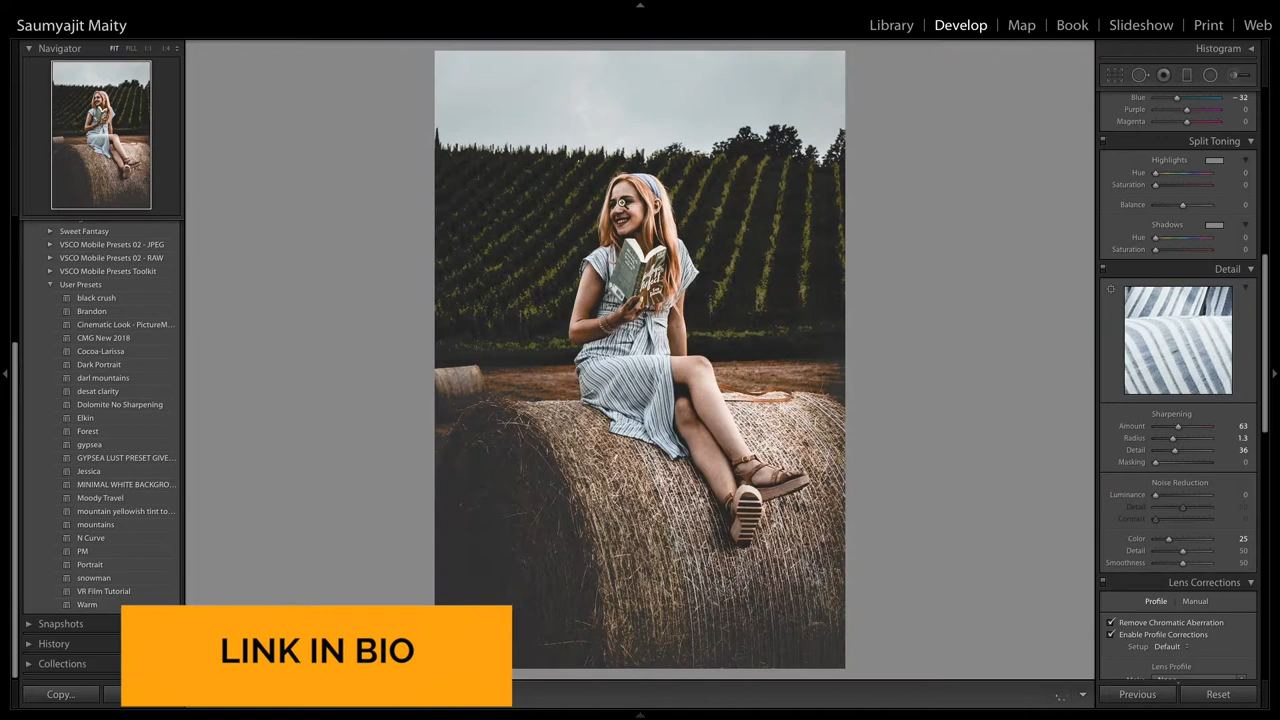 Saumyajit Maity
Library | Develop | Map | Book | Slideshow | Print | Web
Navigator FIT FILL 1:1 1:4
Sweet Fantasy
VSCO Mobile Presets 02 - JPEG
VSCO Mobile Presets 02 - RAW
VSCO Mobile Presets Toolkit
User Presets
black crush
Brandon
Cinematic Look - PictureM...
CMG New 2018
Cocoa-Larissa
Dark Portrait
darl mountains
desat clarity
Dolomite No Sharpening
Elkin
Forest
gypsea
GYPSEA LUST PRESET GIVE...
Jessica
MINIMAL WHITE BACKGRO...
Moody Travel
mountain yellowish tint to...
mountains
N Curve
PM
Portrait
snowman
VR Film Tutorial
Warm
Snapshots
History
Collections
Copy...
LINK IN BIO
Histogram
Blue - 32
Purple 0
Magenta 0
Split Toning
Highlights
Hue 0
Saturation 0
Balance 0
Shadows
Hue 0
Saturation 0
Detail
Sharpening
Amount 63
Radius 1.3
Detail 36
Masking 0
Noise Reduction
Luminance 0
Detail
Contrast
Color 25
Detail 50
Smoothness 50
Lens Corrections
Profile Manual
Remove Chromatic Aberration
Enable Profile Corrections
Setup Default
Lens Profile
Previous Reset